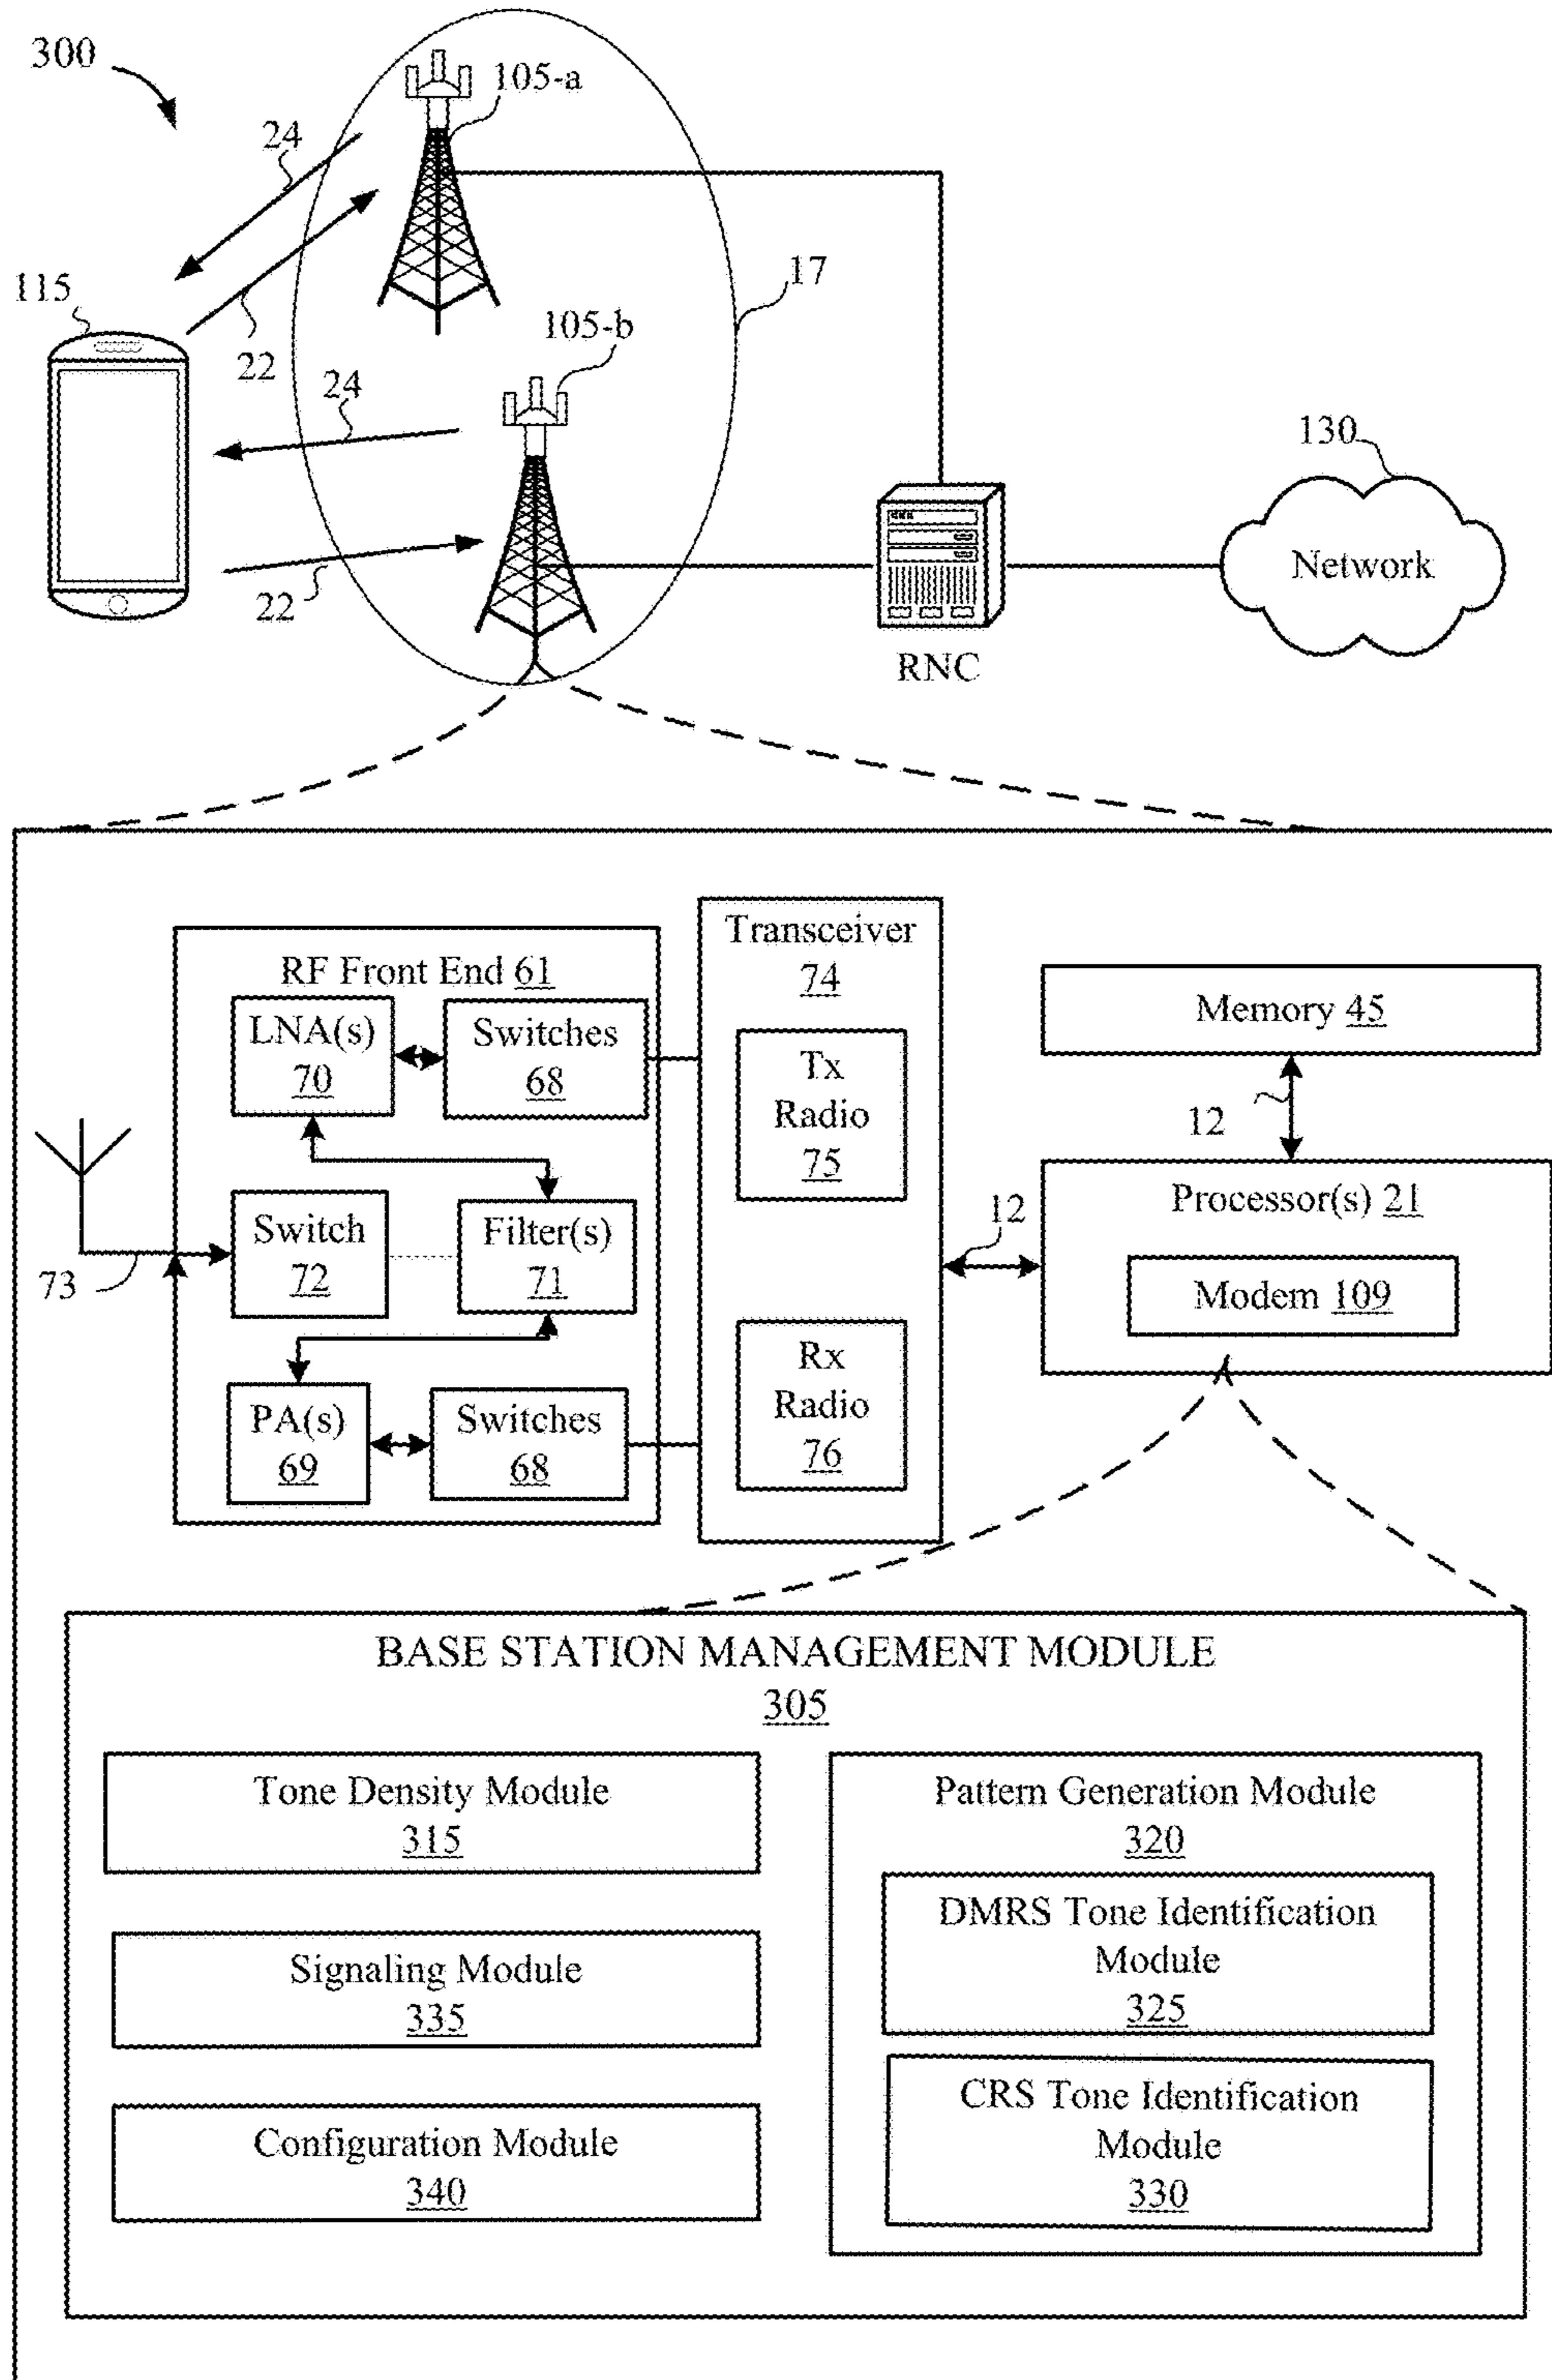 300
105-a
24
17
115
22
105-b
24
130
Network
22
RNC
Transceiver
74
RF Front End 61
LNA(s)
70
Switches
68
Tx
Radio
75
Memory 45
12
Processor(s) 21
12
Switch
72
Filter(s)
71
73
Modem 109
Rx
Radio
76
PA(s)
69
Switches
68
BASE STATION MANAGEMENT MODULE
305
Tone Density Module
315
Pattern Generation Module
320
DMRS Tone Identification
Module
325
Signaling Module
335
CRS Tone Identification
Module
330
Configuration Module
340